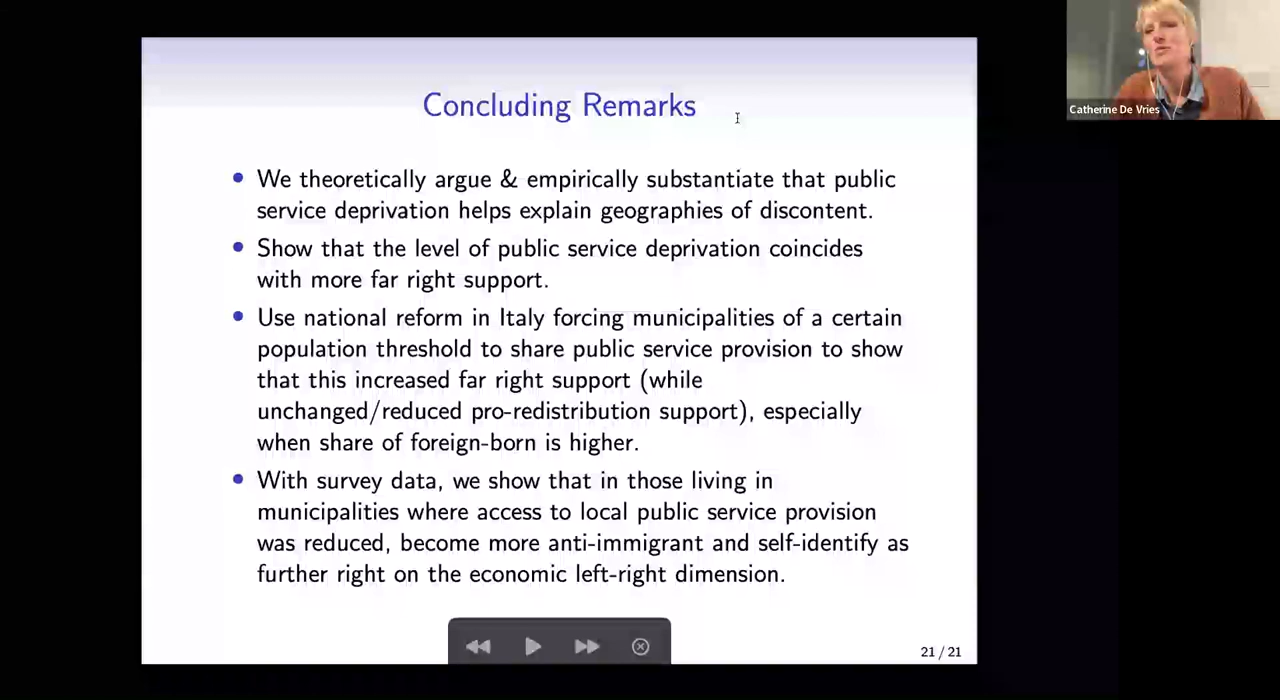 Concluding Remarks
Catherine De Vries
• We theoretically argue & empirically substantiate that public
service deprivation helps explain geographies of discontent.
• Show that the level of public service deprivation coincides
with more far right support.
• Use national reform in Italy forcing municipalities of a certain
population threshold to share public service provision to show
that this increased far right support (while
unchanged/reduced pro-redistribution support), especially
when share of foreign-born is higher.
• With survey data, we show that in those living in
municipalities where access to local public service provision
was reduced, become more anti-immigrant and self-identify as
further right on the economic left-right dimension.
21 / 21